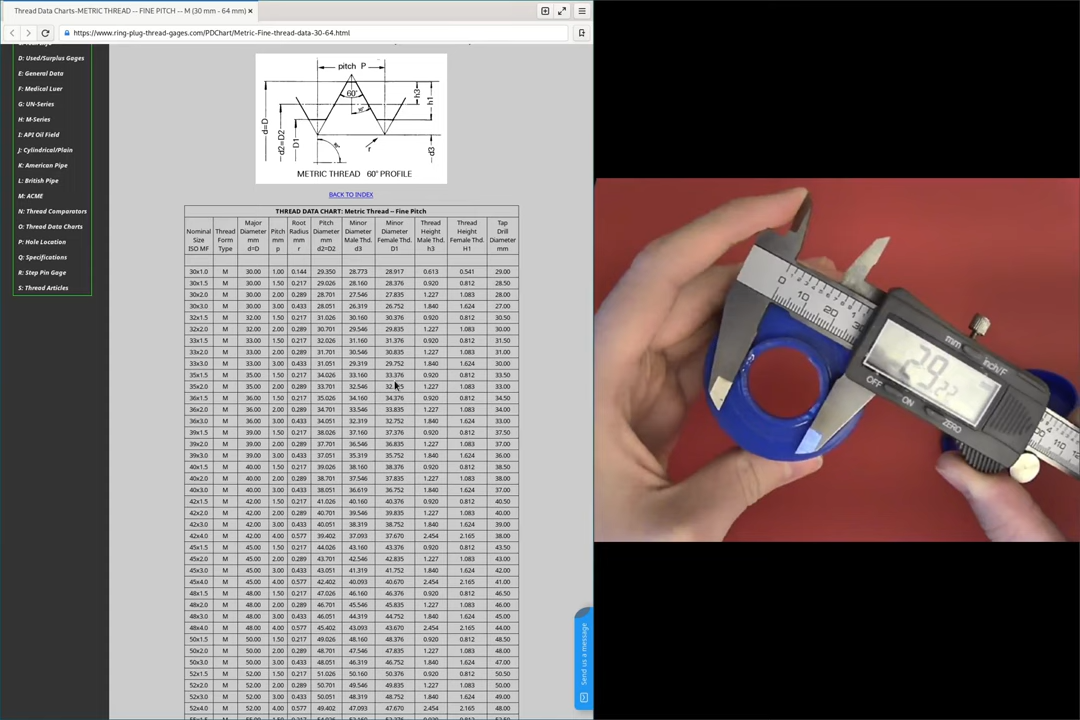 Thread Data Charts-METRIC THREAD -- FINE PITCH -- M (30 mm - 64 mm) ×
https://www.ring-plug-thread-gages.com/PDChart/Metric-Fine-thread-data-30-64.html
D: Used/Surplus Gages
E: General Data
F: Medical Luer
G: UN-Series
H: M-Series
I: API Oil Field
J: Cylindrical/Plain
K: American Pipe
L: British Pipe
M: ACME
N: Thread Comparators
O: Thread Data Charts
P: Hole Location
Q: Specifications
R: Step Pin Gage
S: Thread Articles
pitch P
60°
h3
h1
d=D
d2=D2
D1
r
d3
METRIC THREAD 60° PROFILE
BACK TO INDEX
THREAD DATA CHART: Metric Thread -- Fine Pitch
Nominal Size ISO MF Thread Form Type Major Diameter mm d=D Pitch mm p Root Radius mm r Pitch Diameter mm d2=D2 Minor Diameter Male Thd. d3 Minor Diameter Female Thd. D1 Thread Height Male Thd. h3 Thread Height Female Thd. H1 Tap Drill Diameter mm
30x1.0 M 30.00 1.00 0.144 29.350 28.773 28.917 0.613 0.541 29.00
30x1.5 M 30.00 1.50 0.217 29.026 28.160 28.376 0.920 0.812 28.50
30x2.0 M 30.00 2.00 0.289 28.701 27.546 27.835 1.227 1.083 28.00
30x3.0 M 30.00 3.00 0.433 28.051 26.319 26.752 1.840 1.624 27.00
32x1.5 M 32.00 1.50 0.217 31.026 30.160 30.376 0.920 0.812 30.50
32x2.0 M 32.00 2.00 0.289 30.701 29.546 29.835 1.227 1.083 30.00
33x1.5 M 33.00 1.50 0.217 32.026 31.160 31.376 0.920 0.812 31.50
33x2.0 M 33.00 2.00 0.289 31.701 30.546 30.835 1.227 1.083 31.00
33x3.0 M 33.00 3.00 0.433 31.051 29.319 29.752 1.840 1.624 30.00
35x1.5 M 35.00 1.50 0.217 34.026 33.160 33.376 0.920 0.812 33.50
35x2.0 M 35.00 2.00 0.289 33.701 32.546 1.227 1.083 33.00
36x1.5 M 36.00 1.50 0.217 35.026 34.160 34.376 0.920 0.812 34.50
36x2.0 M 36.00 2.00 0.289 34.701 33.546 33.835 1.227 1.083 34.00
36x3.0 M 36.00 3.00 0.433 34.051 32.319 32.752 1.840 1.624 33.00
39x1.5 M 39.00 1.50 0.217 38.026 37.160 37.376 0.920 0.812 37.50
39x2.0 M 39.00 2.00 0.289 37.701 36.546 36.835 1.227 1.083 37.00
39x3.0 M 39.00 3.00 0.433 37.051 35.319 35.752 1.840 1.624 36.00
40x1.5 M 40.00 1.50 0.217 39.026 38.160 38.376 0.920 0.812 38.50
40x2.0 M 40.00 2.00 0.289 38.701 37.546 37.835 1.227 1.083 38.00
40x3.0 M 40.00 3.00 0.433 38.051 36.619 36.752 1.840 1.624 37.00
42x1.5 M 42.00 1.50 0.217 41.026 40.160 40.376 0.920 0.812 40.50
42x2.0 M 42.00 2.00 0.289 40.701 39.546 40.835 1.227 1.083 40.00
42x3.0 M 42.00 3.00 0.433 40.051 38.319 38.752 1.840 1.624 39.00
42x4.0 M 42.00 4.00 0.577 39.402 37.093 37.670 2.454 2.165 38.00
45x1.5 M 45.00 1.50 0.217 44.026 43.160 43.376 0.920 0.812 43.50
45x2.0 M 45.00 2.00 0.289 43.701 42.546 42.835 1.227 1.083 43.00
45x3.0 M 45.00 3.00 0.433 43.051 41.319 41.752 1.840 1.624 42.00
45x4.0 M 45.00 4.00 0.577 42.402 40.093 40.670 2.454 2.165 41.00
48x1.5 M 48.00 1.50 0.217 47.026 46.160 46.376 0.920 0.812 46.50
48x2.0 M 48.00 2.00 0.289 46.701 45.546 45.835 1.227 1.083 46.00
48x3.0 M 48.00 3.00 0.433 46.051 44.319 44.752 1.840 1.624 45.00
48x4.0 M 48.00 4.00 0.577 45.402 43.093 43.670 2.454 2.165 44.00
50x1.5 M 50.00 1.50 0.217 49.026 48.160 48.376 0.920 0.812 48.50
50x2.0 M 50.00 2.00 0.289 48.701 47.546 47.835 1.227 1.083 48.00
50x3.0 M 50.00 3.00 0.433 48.051 46.319 46.752 1.840 1.624 47.00
52x1.5 M 52.00 1.50 0.217 51.026 50.160 50.376 0.920 0.812 50.50
52x2.0 M 52.00 2.00 0.289 50.701 49.546 49.835 1.227 1.083 50.00
52x3.0 M 52.00 3.00 0.433 50.051 48.319 48.752 1.840 1.624 49.00
52x4.0 M 52.00 4.00 0.577 49.402 47.093 47.670 2.454 2.165 48.00
Send us a message
0 10 20
mm
inch/F
29.22
OFF
ON
ZERO